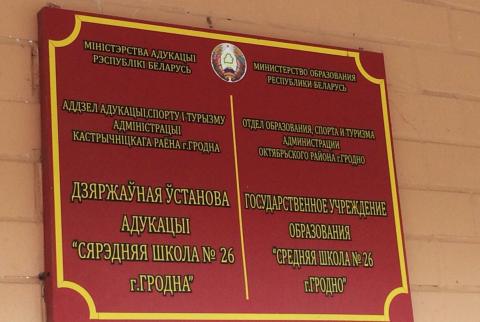 МІНІСТЭРСТВА АДУКАЦЫІ
РЭСПУБЛІКІ БЕЛАРУСЬ
АДДЗЕЛ АДУКАЦЫІ,СПОРТУ І ТУРЫЗМУ
АДМІНІСТРАЦЫІ
КАСТРЫЧНІЦКАГА РАЁНА г.ГРОДНА
ДЗЯРЖАЎНАЯ ЎСТАНОВА
АДУКАЦЫІ
"СЯРЭДНЯЯ ШКОЛА № 26
г.ГРОДНА"
МИНИСТЕРСТВО ОБРАЗОВАНИЯ
РЕСПУБЛИКИ БЕЛАРУСЬ
ОТДЕЛ ОБРАЗОВАНИЯ, СПОРТА И ТУРИЗМА
АДМИНИСТРАЦИИ
ОКТЯБРЬСКОГО РАЙОНА г.ГРОДНО
ГОСУДАРСТВЕННОЕ УЧРЕЖДЕНИЕ
ОБРАЗОВАНИЯ
"СРЕДНЯЯ ШКОЛА № 26
г.ГРОДНО"